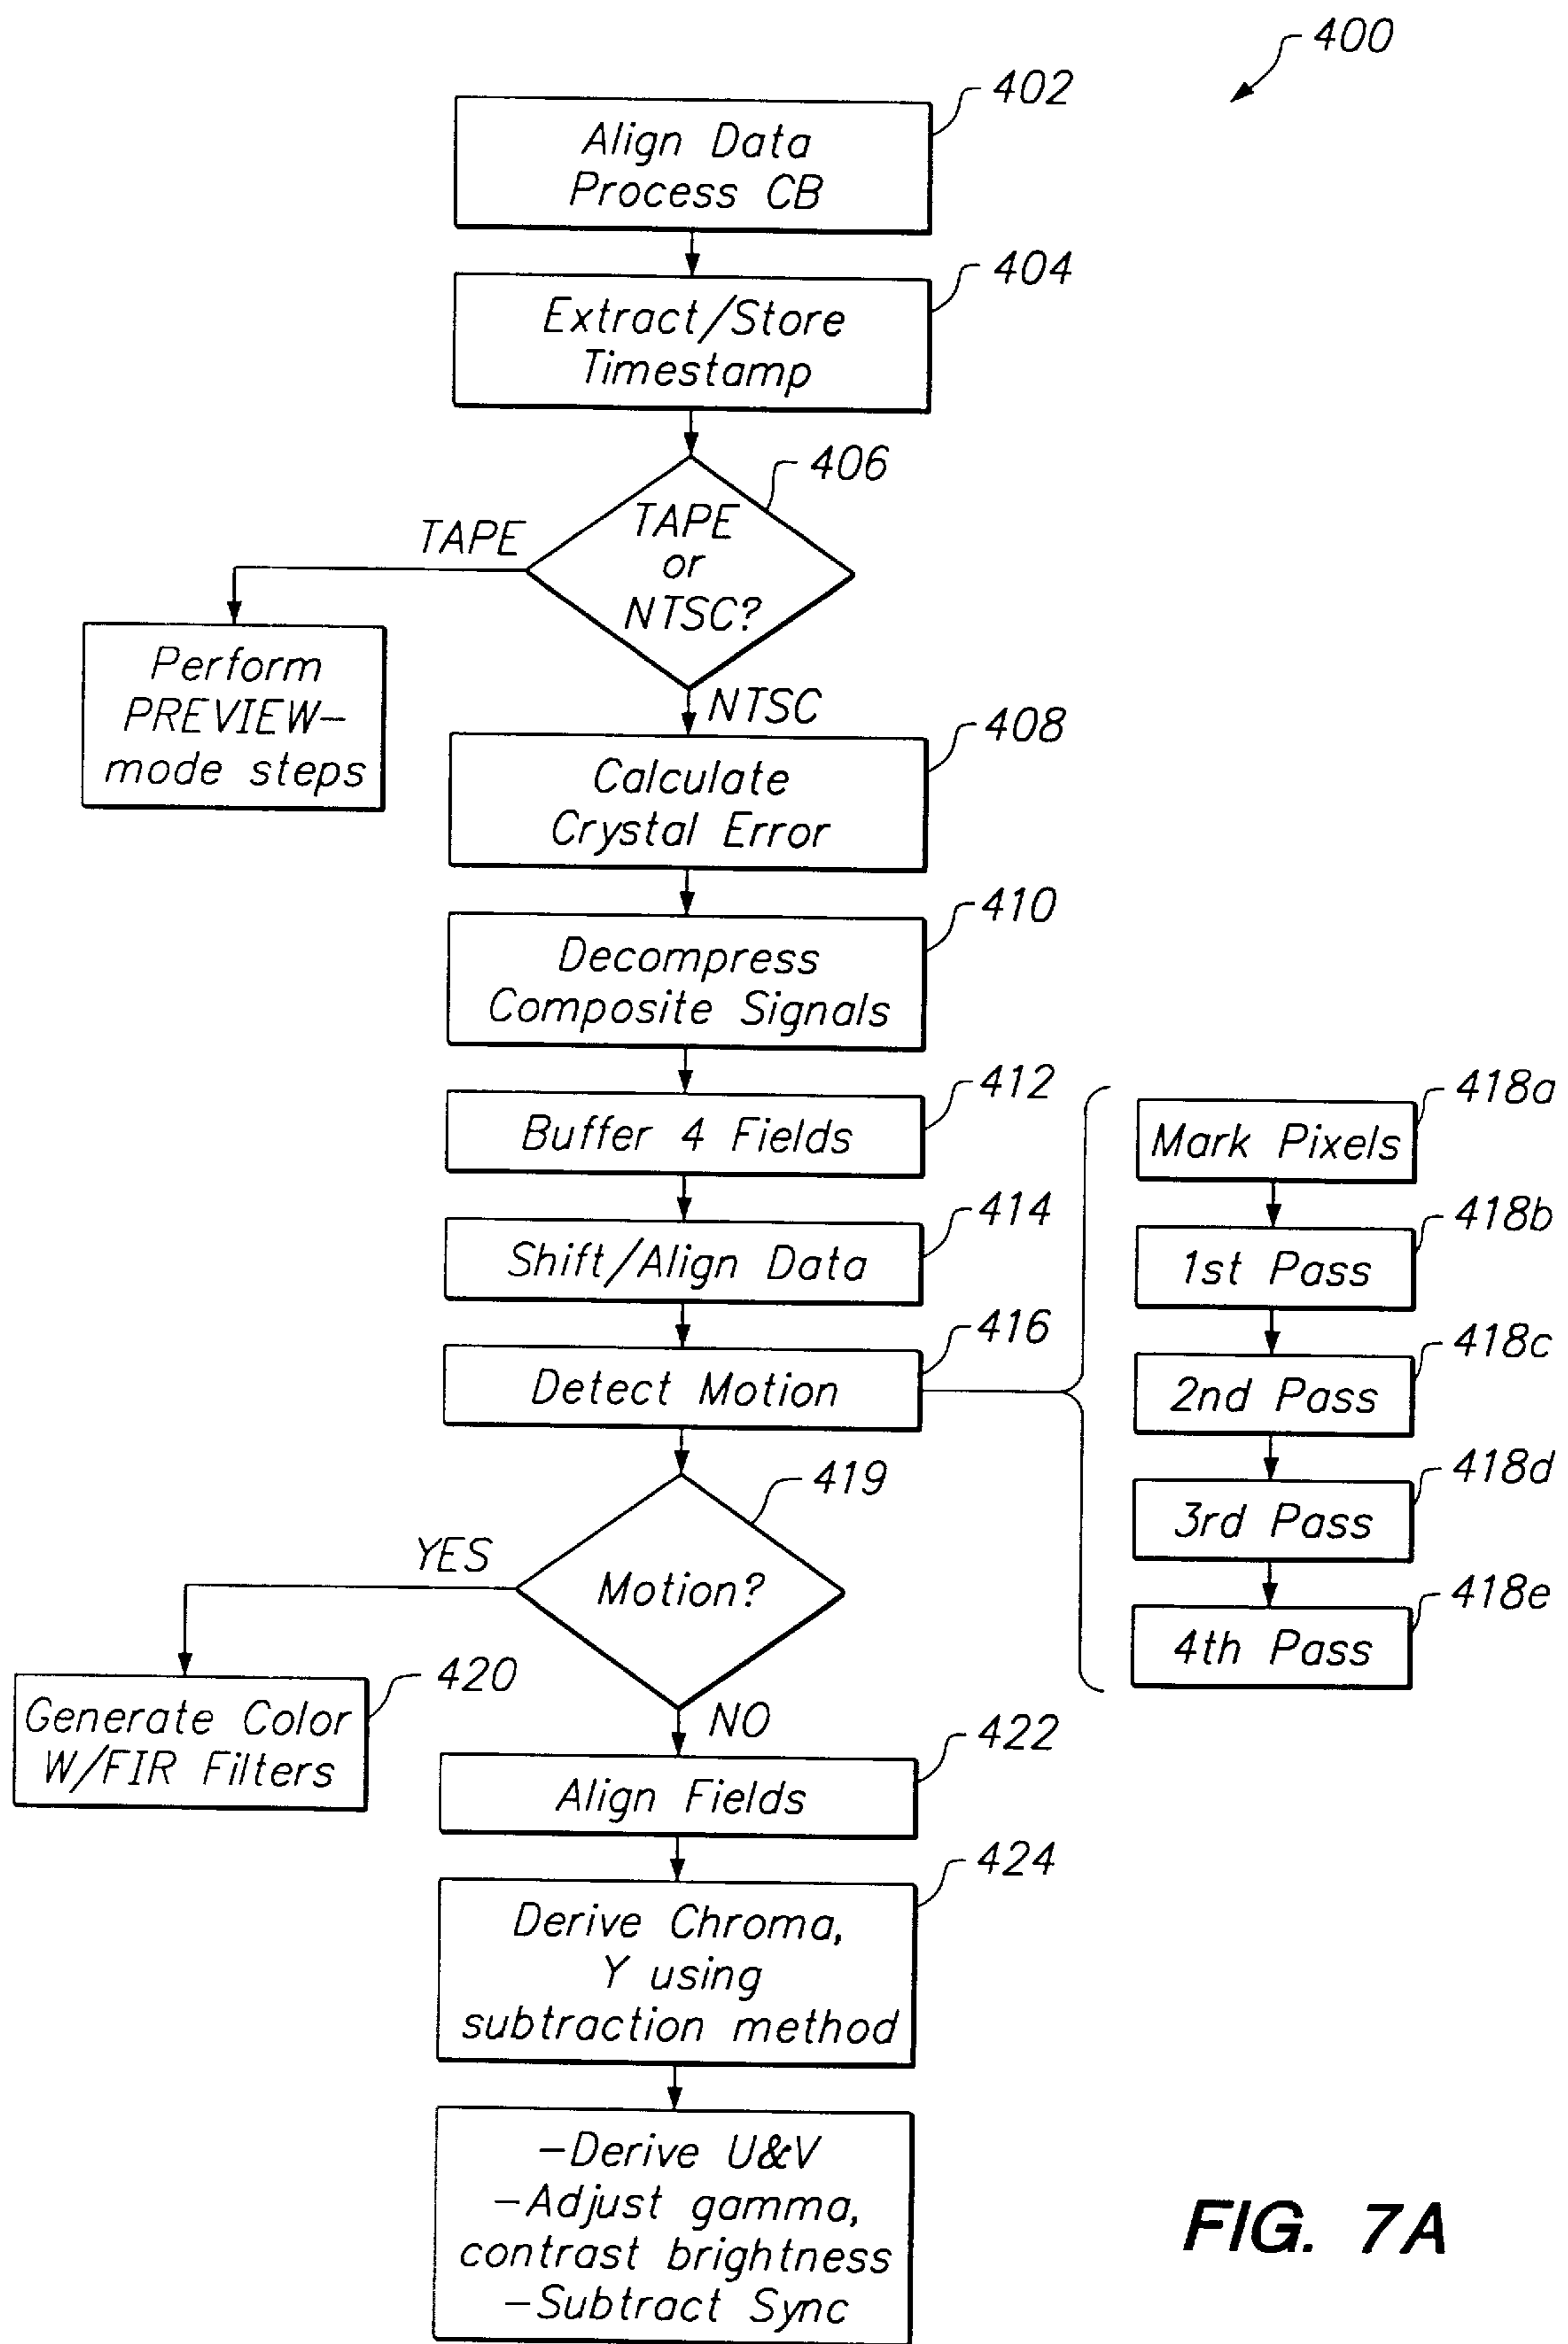 400
402
Align Data
Process CB
404
Extract/Store
Timestamp
406
TAPE
or
NTSC?
TAPE
Perform
PREVIEW-
mode steps
NTSC
408
Calculate
Crystal Error
410
Decompress
Composite Signals
412
Buffer 4 Fields
414
Shift/Align Data
416
Detect Motion
418a
Mark Pixels
418b
1st Pass
418c
2nd Pass
418d
3rd Pass
418e
4th Pass
419
Motion?
YES
420
Generate Color
W/FIR Filters
NO
422
Align Fields
424
Derive Chroma,
Y using
subtraction method
-Derive U&V
-Adjust gamma,
contrast brightness
-Subtract Sync
FIG. 7A